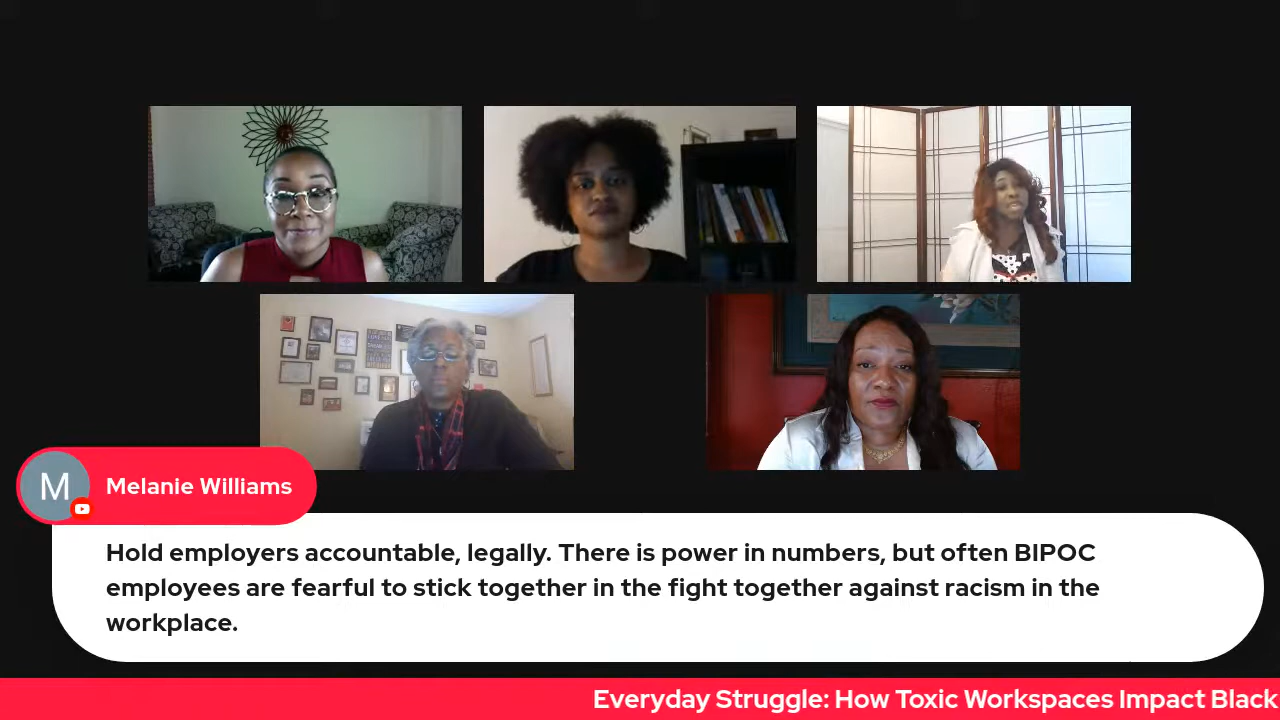 M
Melanie Williams
Hold employers accountable, legally. There is power in numbers, but often BIPOC
employees are fearful to stick together in the fight together against racism in the
workplace.
Everyday Struggle: How Toxic Workspaces Impact Black